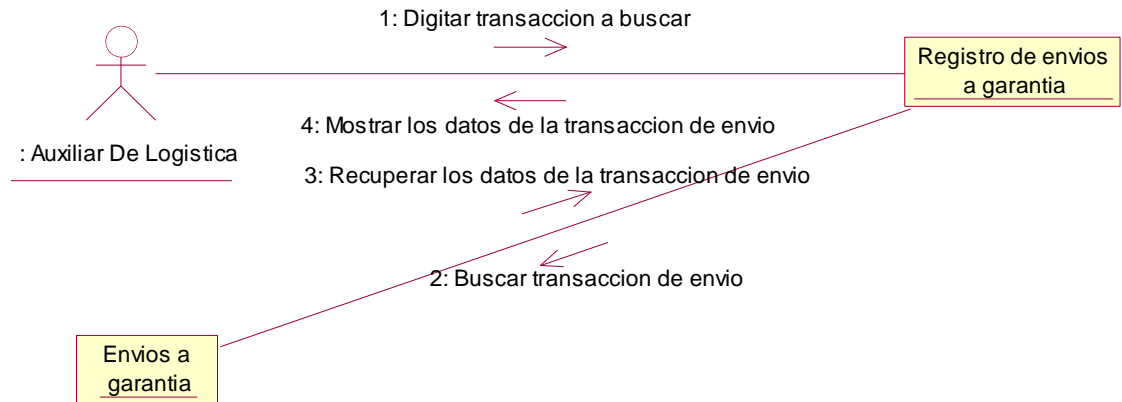 1: Digitar transaccion a buscar
Registro de envios
a garantia
4: Mostrar los datos de la transaccion de envio
: Auxiliar De Logistica
3: Recuperar los datos de la transaccion de envio
2: Buscar transaccion de envio
Envios a
garantia